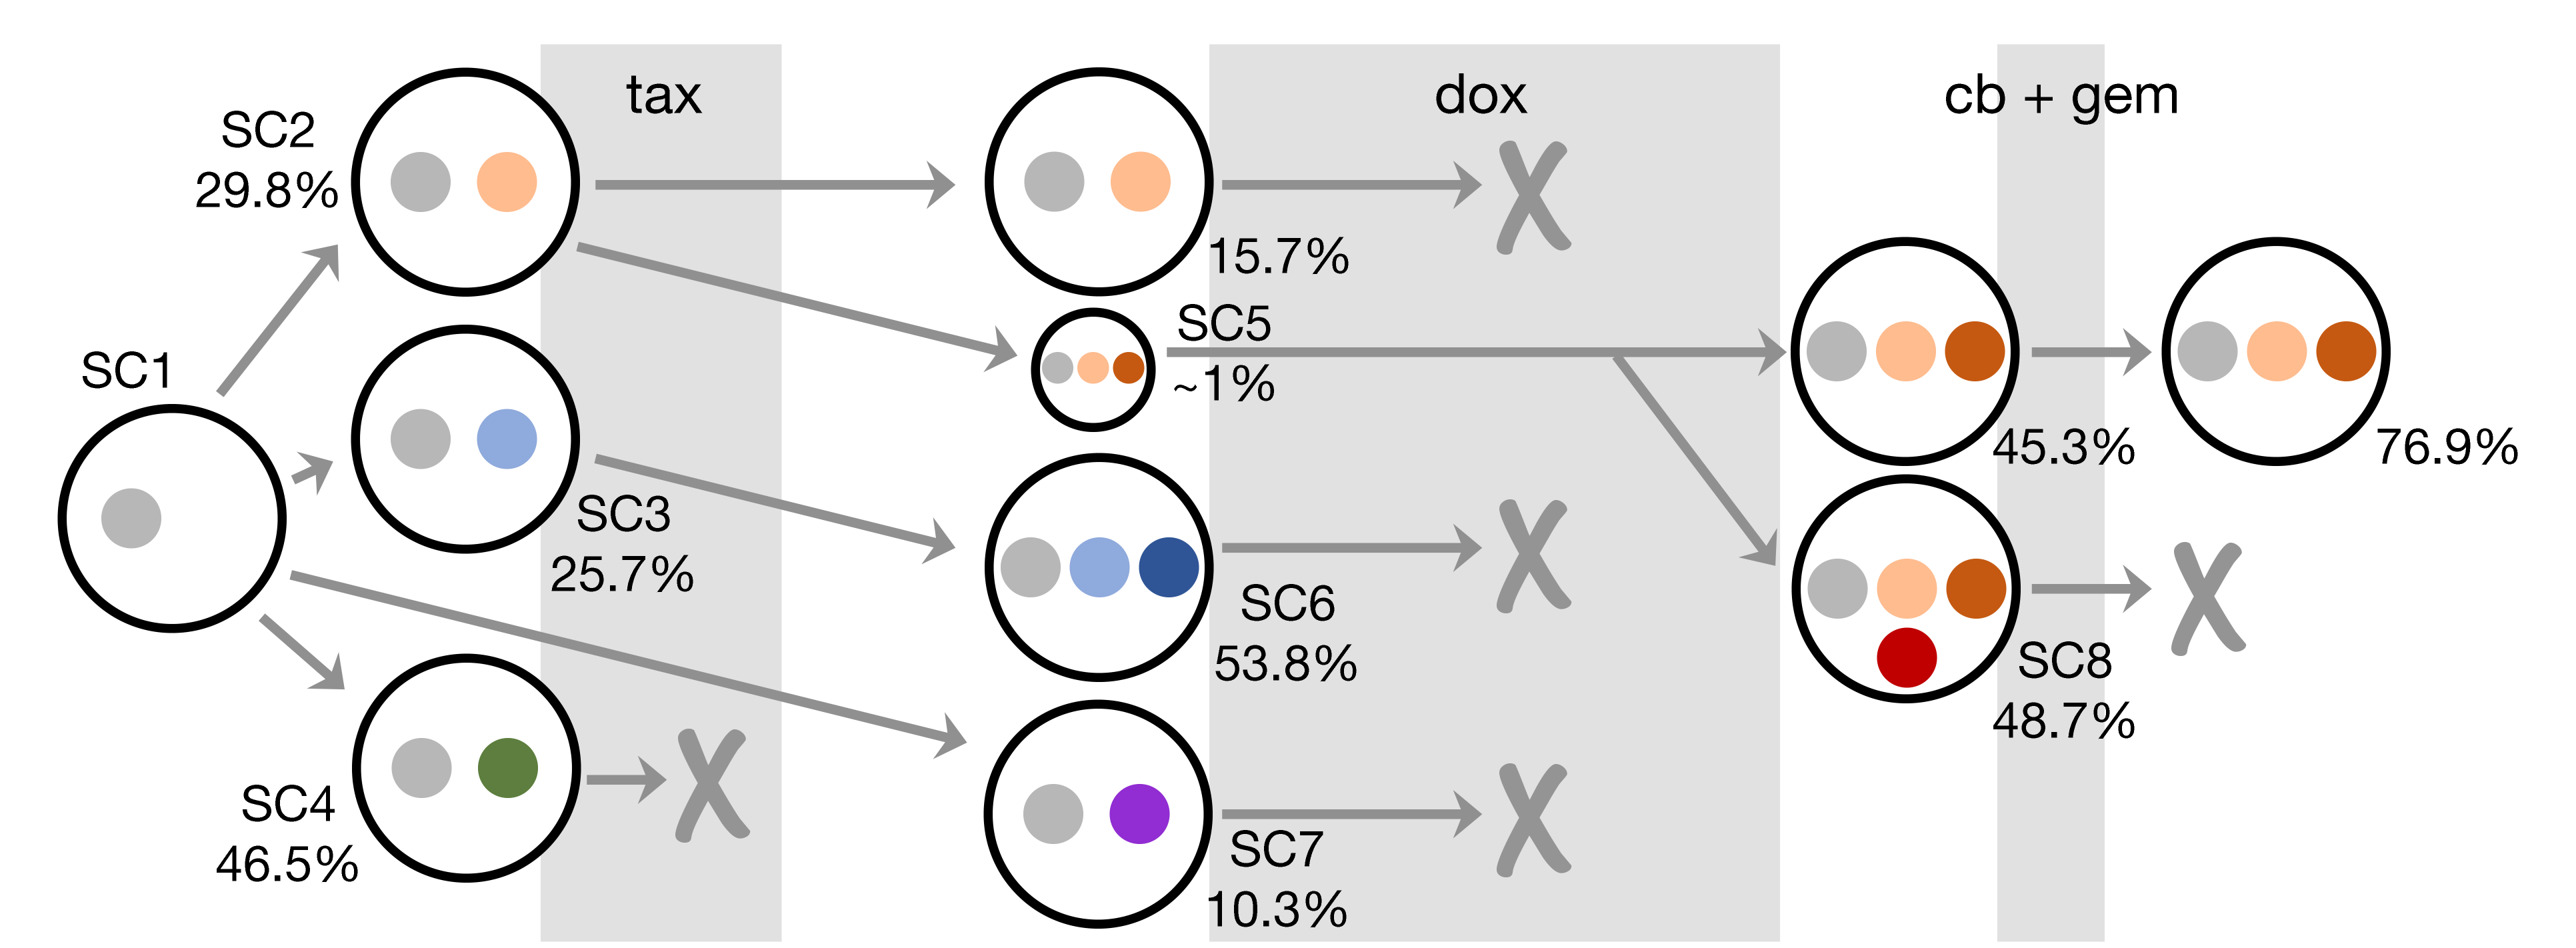 tax
dox
cb + gem
SC2
29.8%
15.7%
SC5
~1%
SC1
45.3%
76.9%
SC3
25.7%
SC6
53.8%
SC8
48.7%
SC4
46.5%
SC7
10.3%